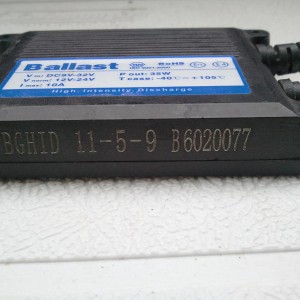 Ballast
RoHS
V in: DC9V-32V
P out: 35W
V norm: 12V-24V
T case: -40℃~+105℃
I max: 10A
High Intensity Discharge
BGHID 11-5-9 B6020077